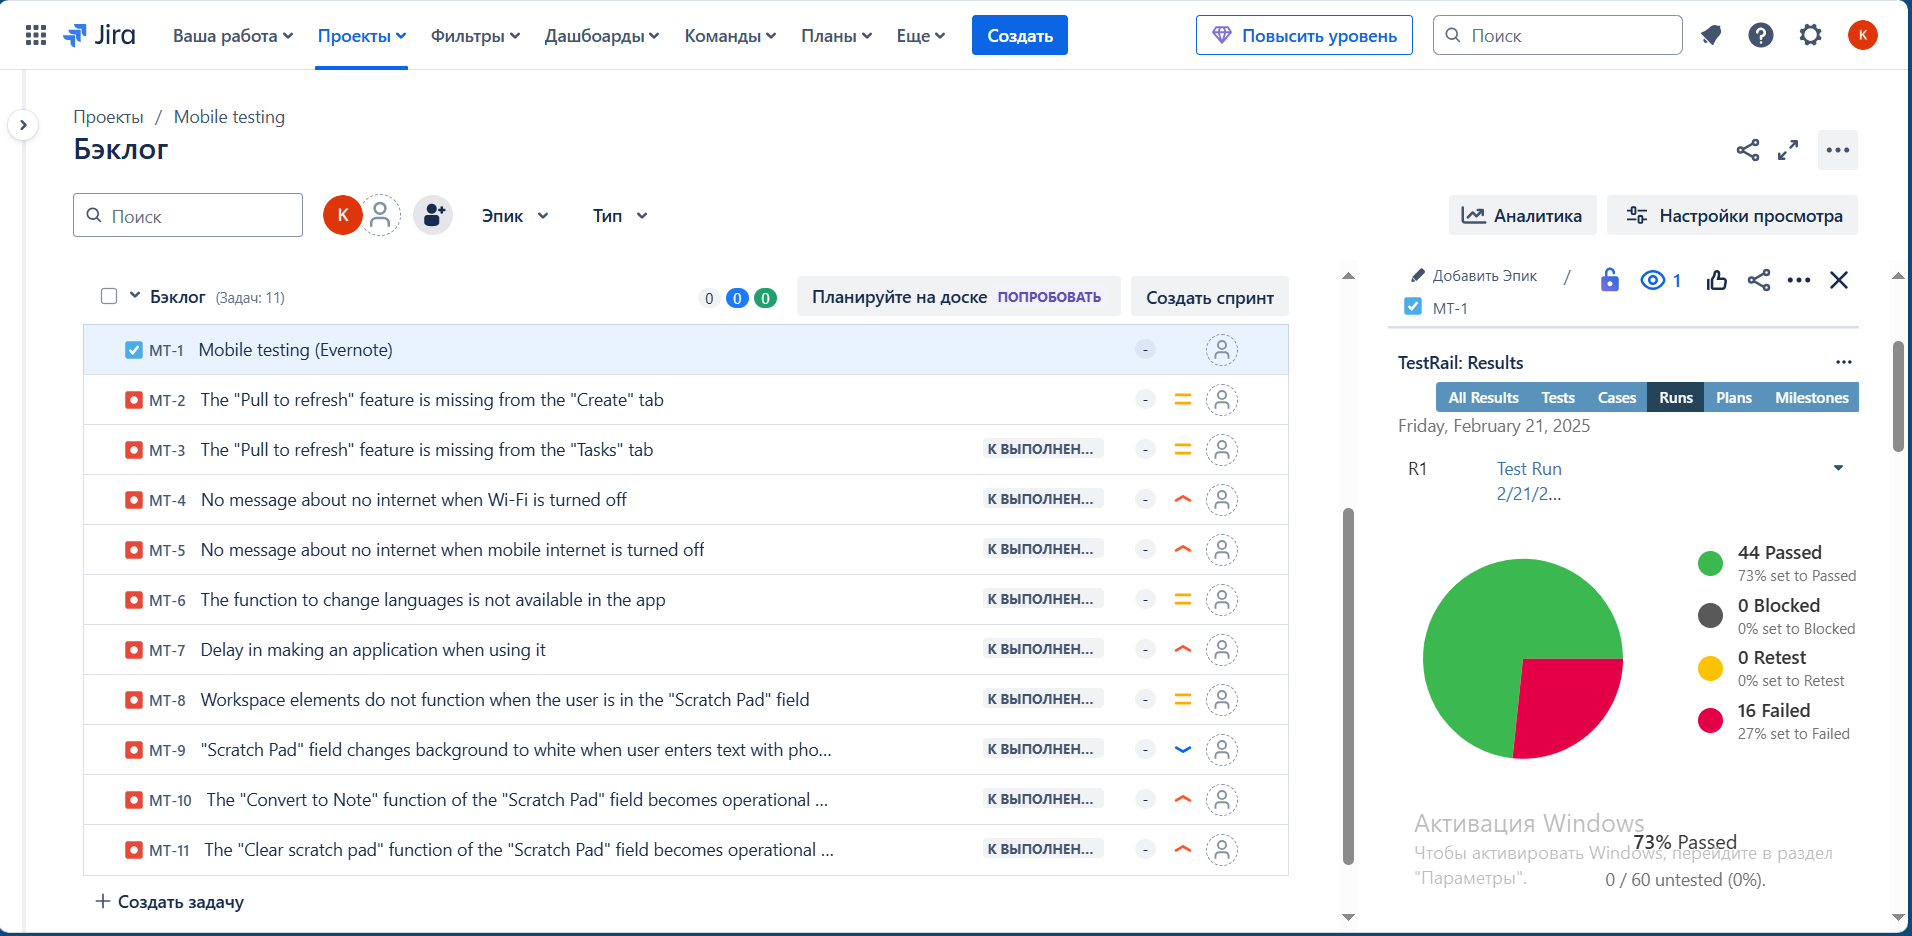 Jira Ваша работа Проекты Фильтры Дашбоарды Команды Планы Еще Создать Повысить уровень Поиск K
Проекты / Mobile testing
Бэклог
Поиск K Эпик Тип Аналитика Настройки просмотра
Бэклог (Задач: 11) 0 0 0 Планируйте на доске ПОПРОБОВАТЬ Создать спринт
MT-1 Mobile testing (Evernote) -
MT-2 The "Pull to refresh" feature is missing from the "Create" tab -
MT-3 The "Pull to refresh" feature is missing from the "Tasks" tab К ВЫПОЛНЕН... -
MT-4 No message about no internet when Wi-Fi is turned off К ВЫПОЛНЕН... -
MT-5 No message about no internet when mobile internet is turned off К ВЫПОЛНЕН... -
MT-6 The function to change languages is not available in the app К ВЫПОЛНЕН... -
MT-7 Delay in making an application when using it К ВЫПОЛНЕН... -
MT-8 Workspace elements do not function when the user is in the "Scratch Pad" field К ВЫПОЛНЕН... -
MT-9 "Scratch Pad" field changes background to white when user enters text with pho... К ВЫПОЛНЕН... -
MT-10 The "Convert to Note" function of the "Scratch Pad" field becomes operational ... К ВЫПОЛНЕН... -
MT-11 The "Clear scratch pad" function of the "Scratch Pad" field becomes operational ... К ВЫПОЛНЕН... -
+ Создать задачу
Добавить Эпик / 1
MT-1
TestRail: Results
All Results Tests Cases Runs Plans Milestones
Friday, February 21, 2025
R1 Test Run
2/21/2...
44 Passed
73% set to Passed
0 Blocked
0% set to Blocked
0 Retest
0% set to Retest
16 Failed
27% set to Failed
Активация Windows
73% Passed
Чтобы активировать Windows, перейдите в раздел
"Параметры".
0 / 60 untested (0%).